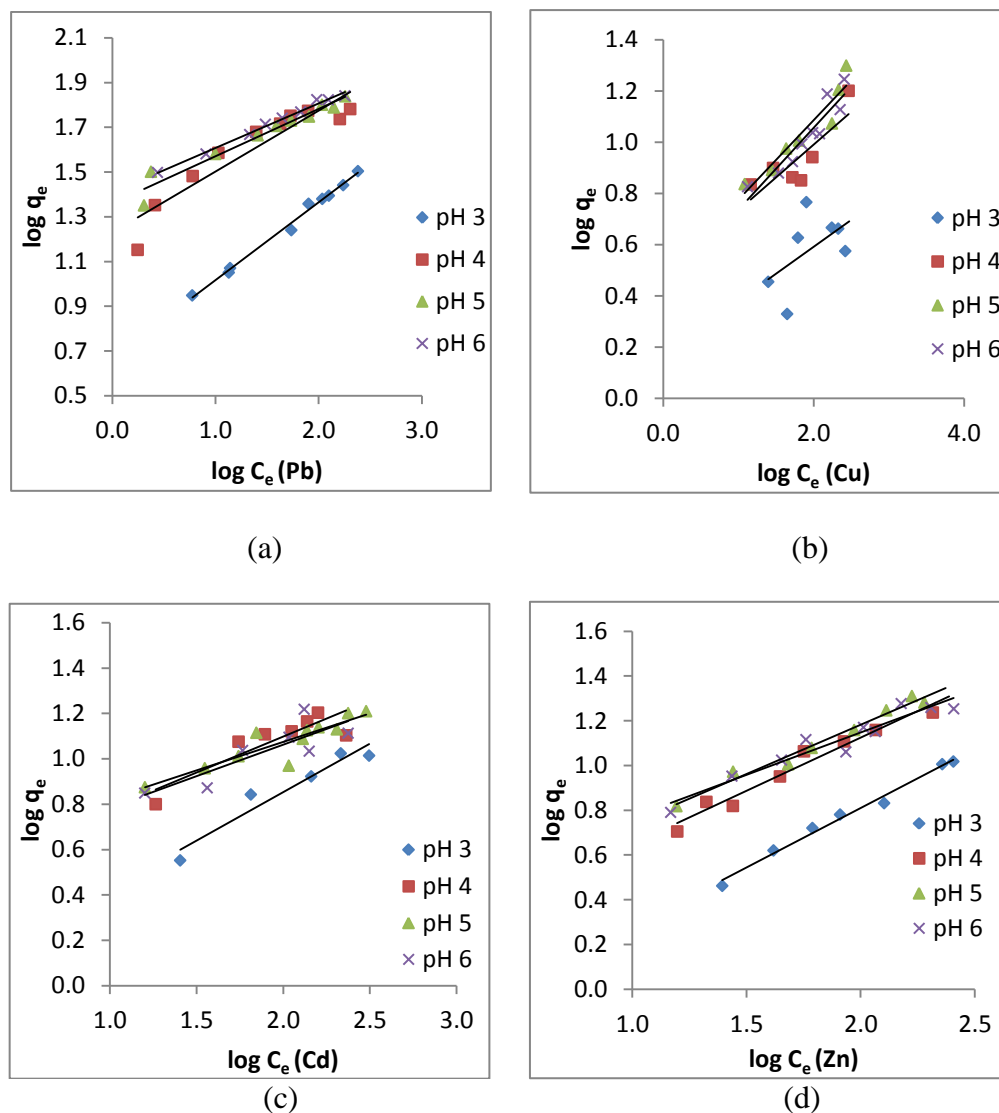 2.1
1.9
1.7
1.5
1.3
1.1
0.9
0.7
0.5
log qe
0.0 1.0 2.0 3.0
log Ce (Pb)
pH 3
pH 4
pH 5
pH 6
(a)
1.4
1.2
1.0
0.8
0.6
0.4
0.2
0.0
log qe
0.0 2.0 4.0
log Ce (Cu)
pH 3
pH 4
pH 5
pH 6
(b)
1.6
1.4
1.2
1.0
0.8
0.6
0.4
0.2
0.0
log qe
1.0 1.5 2.0 2.5 3.0
log Ce (Cd)
pH 3
pH 4
pH 5
pH 6
(c)
1.6
1.4
1.2
1.0
0.8
0.6
0.4
0.2
0.0
log qe
1.0 1.5 2.0 2.5
log Ce (Zn)
pH 3
pH 4
pH 5
pH 6
(d)